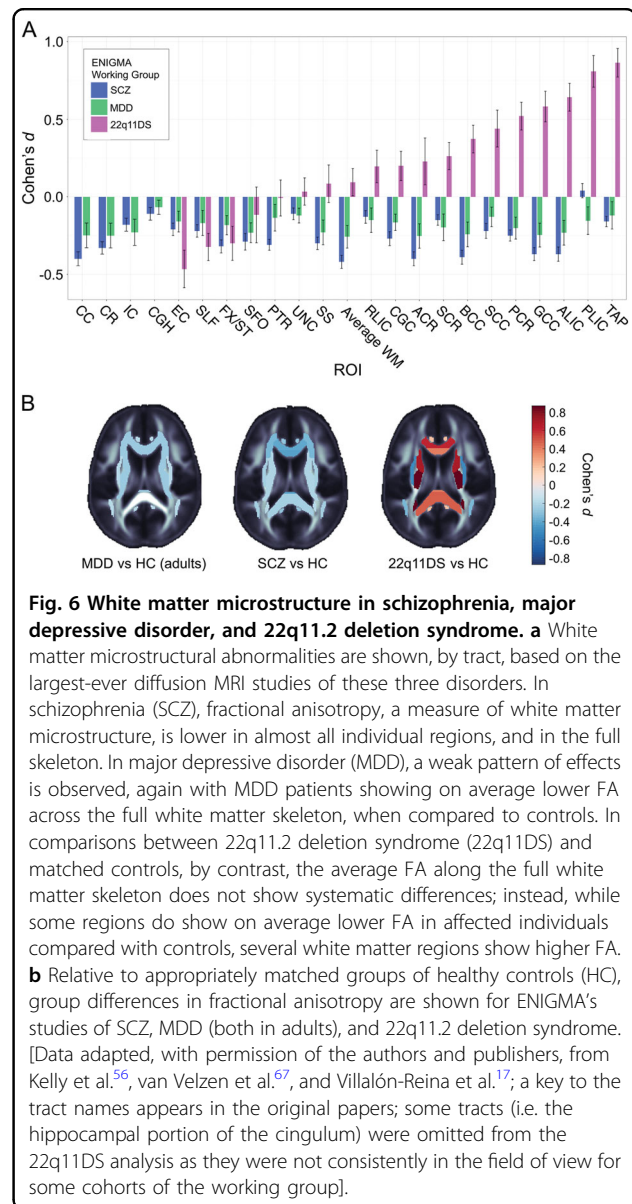 A
ENIGMA
Working Group
SCZ
MDD
22q11DS
1.0
0.5
0.0
-0.5
Cohen's d
CC
CR
IC
CGH
EC
SLF
FX/ST
SFO
PTR
UNC
SS
Average WM
RLIC
CGC
ACR
SCR
BCC
SCC
PCR
GCC
ALIC
PLIC
TAP
ROI
B
0.8
0.6
0.4
0.2
0
-0.2
-0.4
-0.6
-0.8
Cohen's d
MDD vs HC (adults)
SCZ vs HC
22q11DS vs HC
Fig. 6 White matter microstructure in schizophrenia, major
depressive disorder, and 22q11.2 deletion syndrome. a White
matter microstructural abnormalities are shown, by tract, based on the
largest-ever diffusion MRI studies of these three disorders. In
schizophrenia (SCZ), fractional anisotropy, a measure of white matter
microstructure, is lower in almost all individual regions, and in the full
skeleton. In major depressive disorder (MDD), a weak pattern of effects
is observed, again with MDD patients showing on average lower FA
across the full white matter skeleton, when compared to controls. In
comparisons between 22q11.2 deletion syndrome (22q11DS) and
matched controls, by contrast, the average FA along the full white
matter skeleton does not show systematic differences; instead, while
some regions do show on average lower FA in affected individuals
compared with controls, several white matter regions show higher FA.
b Relative to appropriately matched groups of healthy controls (HC),
group differences in fractional anisotropy are shown for ENIGMA's
studies of SCZ, MDD (both in adults), and 22q11.2 deletion syndrome.
[Data adapted, with permission of the authors and publishers, from
Kelly et al.56, van Velzen et al.67, and Villalón-Reina et al.17; a key to the
tract names appears in the original papers; some tracts (i.e. the
hippocampal portion of the cingulum) were omitted from the
22q11DS analysis as they were not consistently in the field of view for
some cohorts of the working group].